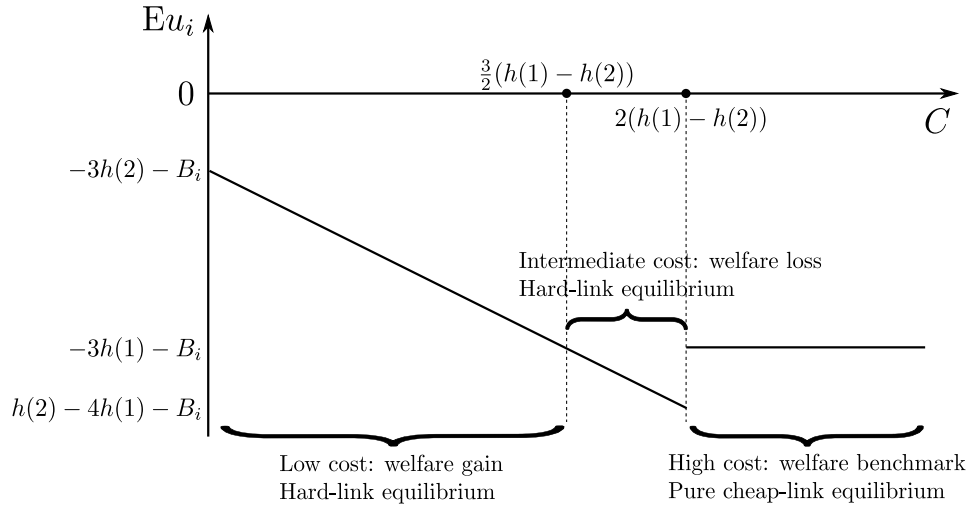 Eu_i
3/2(h(1) − h(2))
0
2(h(1) − h(2))
C
−3h(2) − B_i
Intermediate cost: welfare loss
Hard-link equilibrium
−3h(1) − B_i
h(2) − 4h(1) − B_i
Low cost: welfare gain
Hard-link equilibrium
High cost: welfare benchmark
Pure cheap-link equilibrium